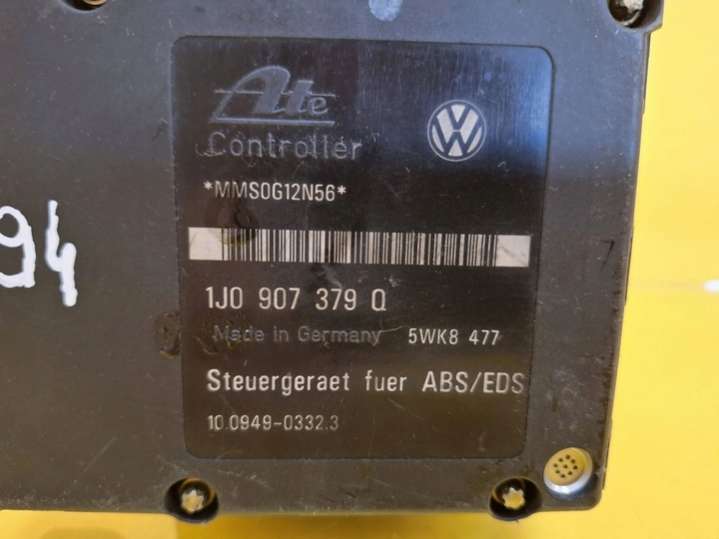 Ate
Controller
*MMS0G12N56*
94
1J0 907 379 Q
Made in Germany 5WK8 477
Steuergeraet fuer ABS/EDS
10.0949-0332.3